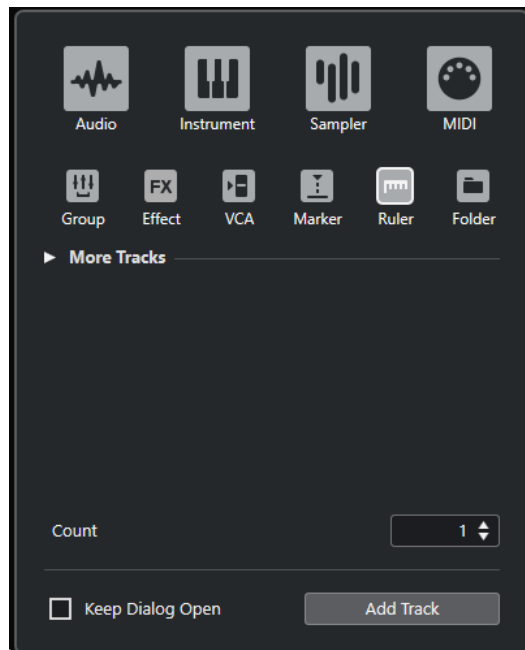 Audio Instrument Sampler MIDI
FX
Group Effect VCA Marker Ruler Folder
More Tracks
Count 1
Keep Dialog Open Add Track